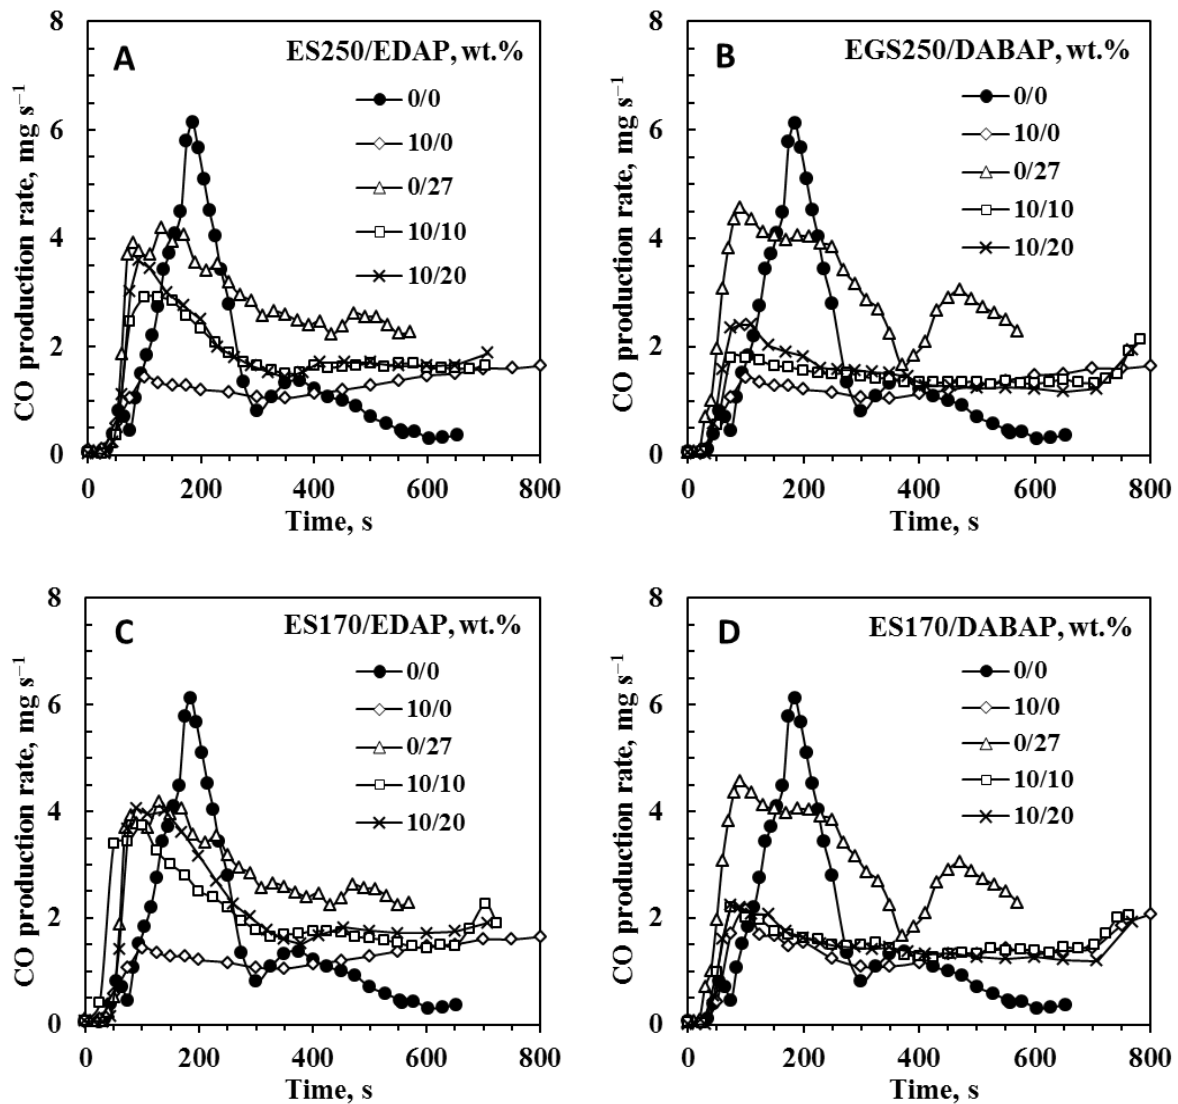 A
ES250/EDAP, wt.%
0/0
10/0
0/27
10/10
10/20
CO production rate, mg s⁻¹
8
6
4
2
0
0 200 400 600 800
Time, s
B
EGS250/DABAP, wt.%
0/0
10/0
0/27
10/10
10/20
CO production rate, mg s⁻¹
8
6
4
2
0
0 200 400 600 800
Time, s
C
ES170/EDAP, wt.%
0/0
10/0
0/27
10/10
10/20
CO production rate, mg s⁻¹
8
6
4
2
0
0 200 400 600 800
Time, s
D
ES170/DABAP, wt.%
0/0
10/0
0/27
10/10
10/20
CO production rate, mg s⁻¹
8
6
4
2
0
0 200 400 600 800
Time, s